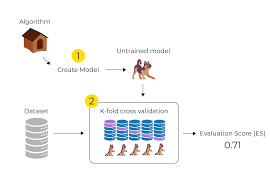 Algorithm
1
Untrained model
Create Model
2
Dataset
K-fold cross validation
Evaluation Score (ES)
0.71